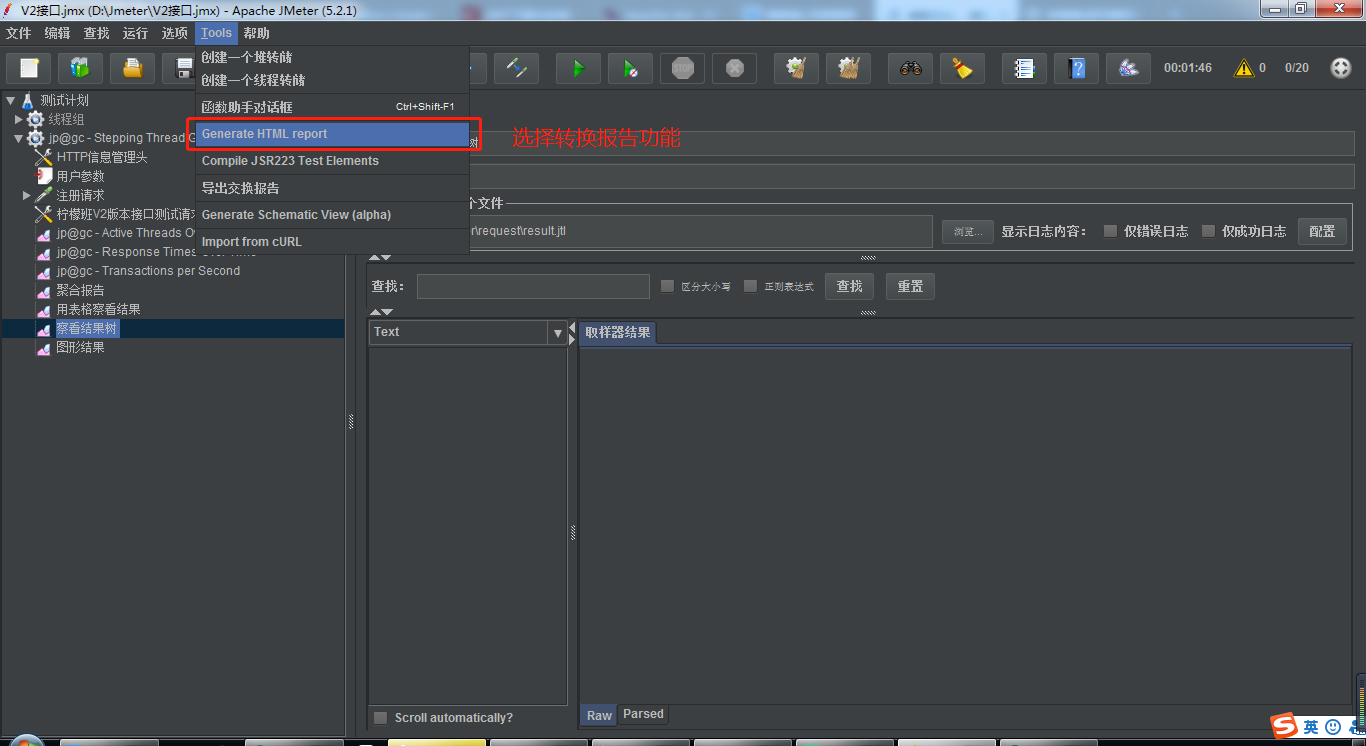 V2接口.jmx (D:\Jmeter\V2接口.jmx) - Apache JMeter (5.2.1)
文件 编辑 查找 运行 选项 Tools 帮助
创建一个堆转储
创建一个线程转储
函数助手对话框 Ctrl+Shift-F1
Generate HTML report
Compile JSR223 Test Elements
导出交换报告
Generate Schematic View (alpha)
Import from cURL
选择转换报告功能
STOP
00:01:46 0 0/20
测试计划
线程组
jp@gc - Stepping Thread G
HTTP信息管理头
用户参数
注册请求
柠檬班V2版本接口测试请求
jp@gc - Active Threads Ov
jp@gc - Response Times Over Time
jp@gc - Transactions per Second
聚合报告
用表格察看结果
察看结果树
图形结果
树
个文件
r\request\result.jtl 浏览... 显示日志内容： 仅错误日志 仅成功日志 配置
查找： 区分大小写 正则表达式 查找 重置
Text 取样器结果
Scroll automatically?
Raw Parsed
英